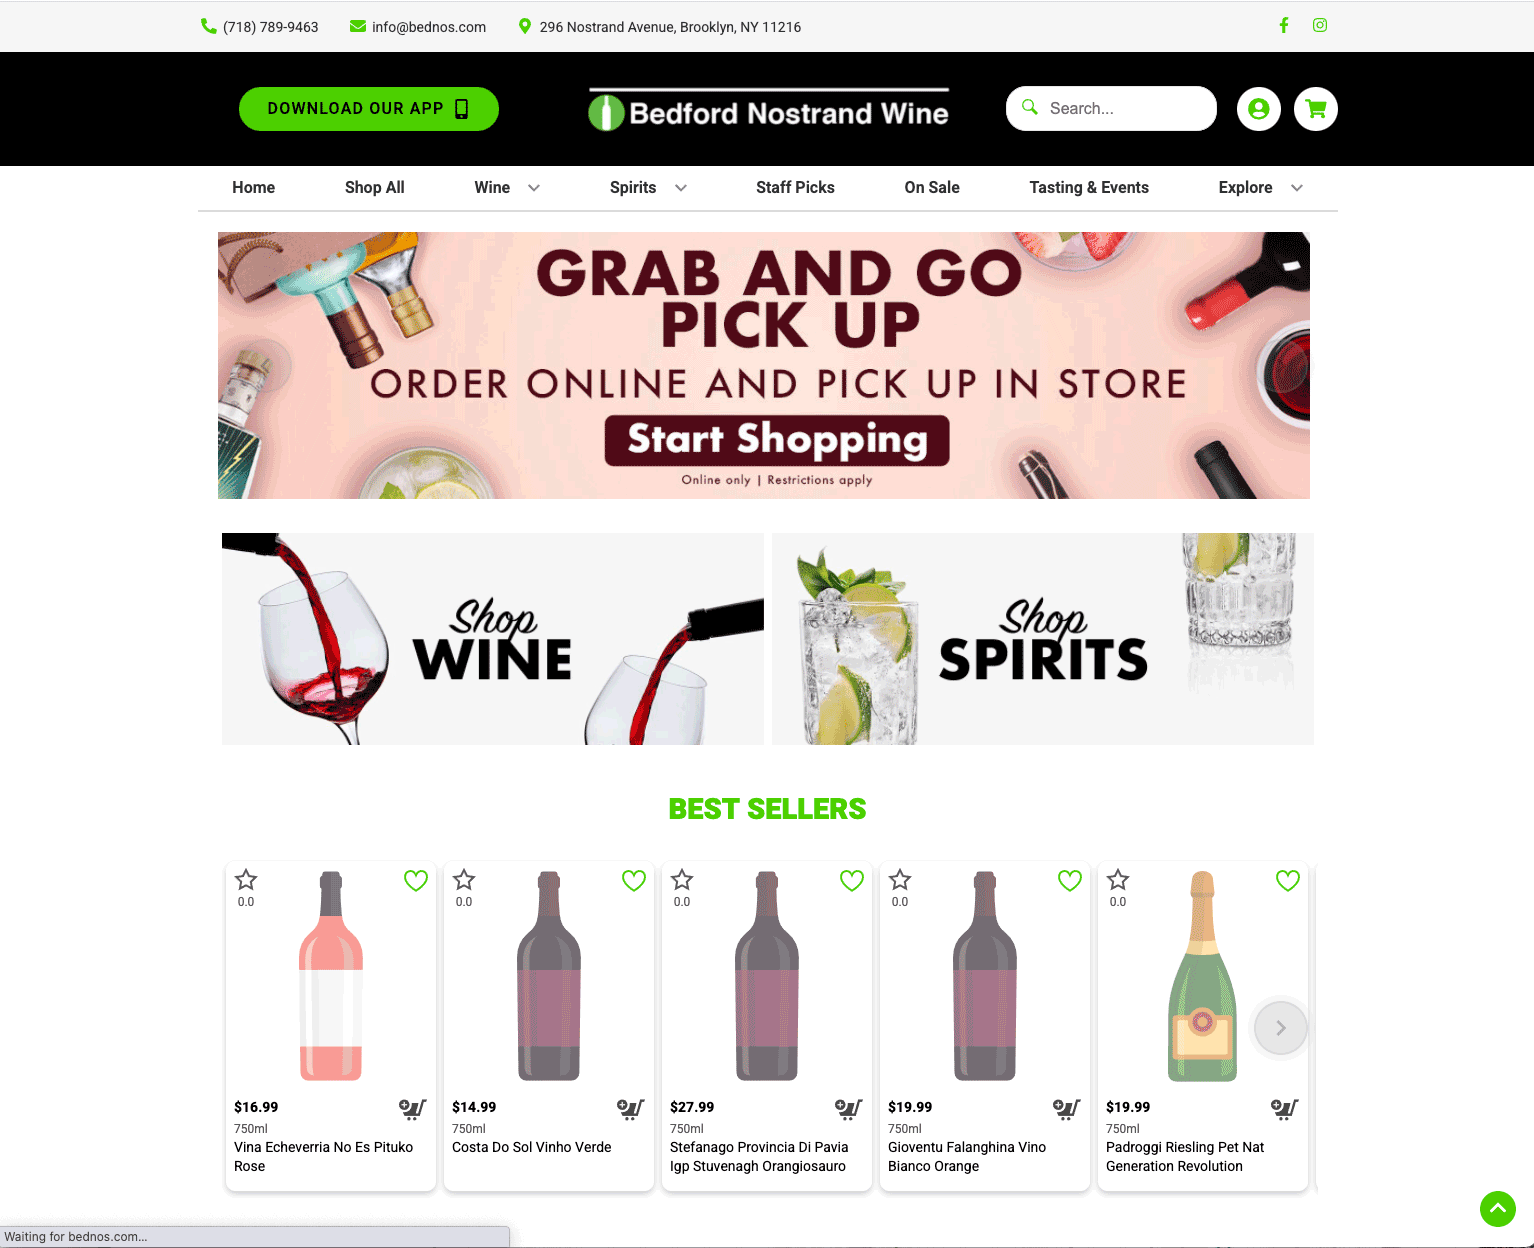 (718) 789-9463 info@bednos.com 296 Nostrand Avenue, Brooklyn, NY 11216
DOWNLOAD OUR APP Bedford Nostrand Wine Search...
Home Shop All Wine Spirits Staff Picks On Sale Tasting & Events Explore
GRAB AND GO
PICK UP
ORDER ONLINE AND PICK UP IN STORE
Start Shopping
Online only | Restrictions apply
Shop
WINE
Shop
SPIRITS
BEST SELLERS
0.0 0.0 0.0 0.0 0.0
$16.99
750ml
Vina Echeverria No Es Pituko
Rose
$14.99
750ml
Costa Do Sol Vinho Verde
$27.99
750ml
Stefanago Provincia Di Pavia
Igp Stuvenagh Orangiosauro
$19.99
750ml
Gioventu Falanghina Vino
Bianco Orange
$19.99
750ml
Padroggi Riesling Pet Nat
Generation Revolution
Waiting for bednos.com...